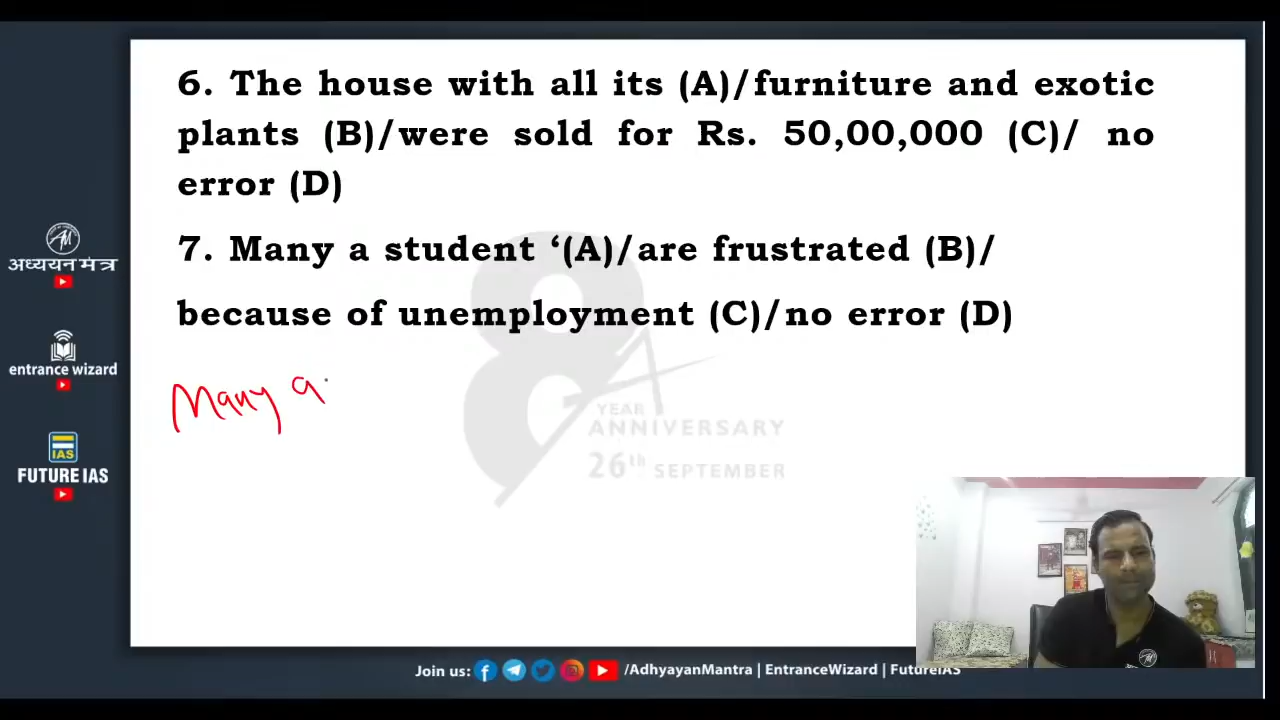 6. The house with all its (A)/furniture and exotic
plants (B)/were sold for Rs. 50,00,000 (C)/ no
error (D)
7. Many a student ‘(A)/are frustrated (B)/
because of unemployment (C)/no error (D)
Many a
YEAR
ANNIVERSARY
26th SEPTEMBER
अध्ययन मंत्र
entrance wizard
IAS
FUTURE IAS
Join us: /AdhyayanMantra | EntranceWizard | FutureIAS